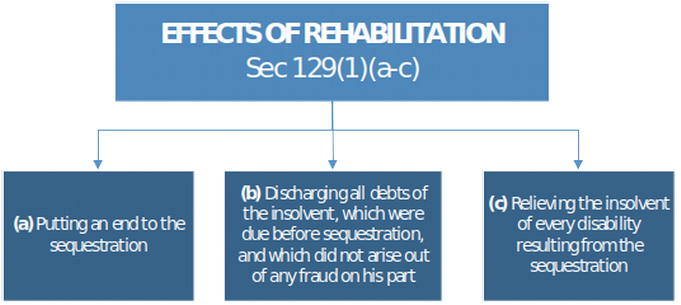 EFFECTS OF REHABILITATION
Sec 129(1)(a-c)
(a) Putting an end to the
sequestration
(b) Discharging all debts of
the insolvent, which were
due before sequestration,
and which did not arise out
of any fraud on his part
(c) Relieving the insolvent
of every disability
resulting from the
sequestration